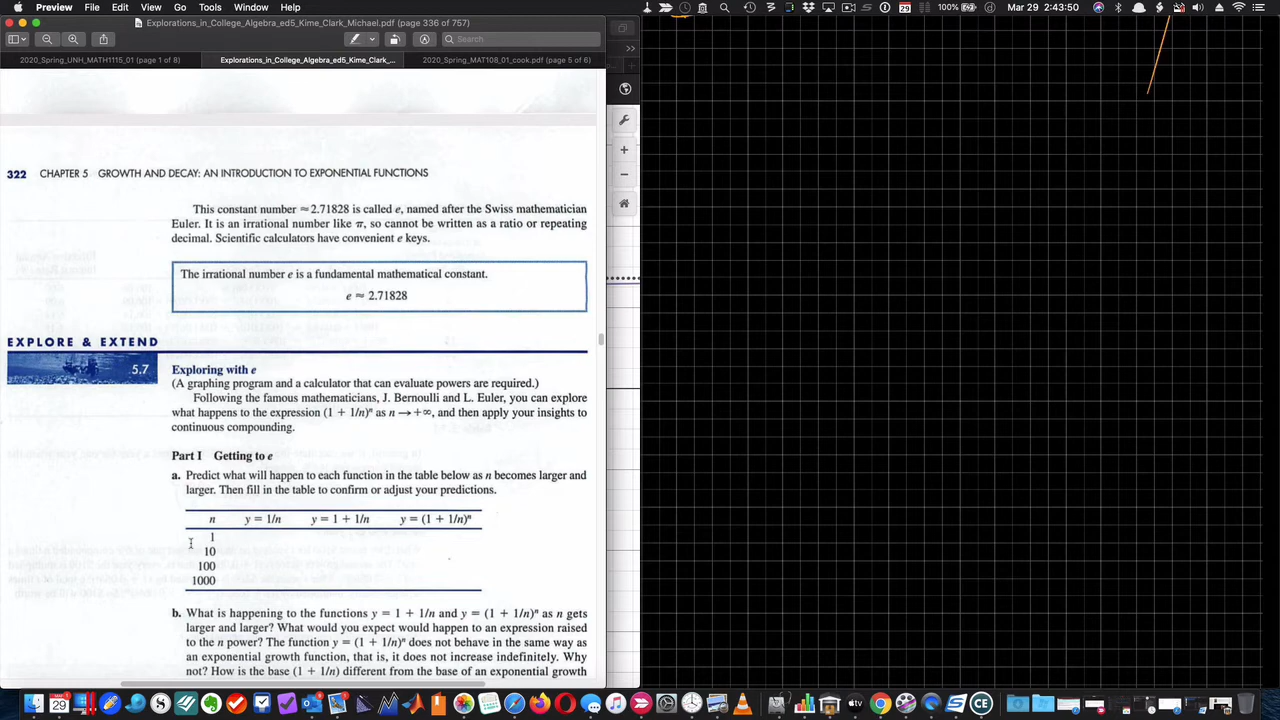 Preview File Edit View Go Tools Window Help
100% Mar 29 2:43:50
Explorations_in_College_Algebra_ed5_Kime_Clark_Michael.pdf (page 336 of 757)
Search
2020_Spring_UNH_MATH1115_01 (page 1 of 8) Explorations_in_College_Algebra_ed5_Kime_Clark_... 2020_Spring_MAT108_01_cook.pdf (page 5 of 6)
322 CHAPTER 5 GROWTH AND DECAY: AN INTRODUCTION TO EXPONENTIAL FUNCTIONS
This constant number ≈ 2.71828 is called e, named after the Swiss mathematician
Euler. It is an irrational number like π, so cannot be written as a ratio or repeating
decimal. Scientific calculators have convenient e keys.
The irrational number e is a fundamental mathematical constant.
e ≈ 2.71828
EXPLORE & EXTEND
5.7 Exploring with e
(A graphing program and a calculator that can evaluate powers are required.)
Following the famous mathematicians, J. Bernoulli and L. Euler, you can explore
what happens to the expression (1 + 1/n)ⁿ as n → +∞, and then apply your insights to
continuous compounding.
Part I Getting to e
a. Predict what will happen to each function in the table below as n becomes larger and
larger. Then fill in the table to confirm or adjust your predictions.
n y = 1/n y = 1 + 1/n y = (1 + 1/n)ⁿ
1
10
100
1000
b. What is happening to the functions y = 1 + 1/n and y = (1 + 1/n)ⁿ as n gets
larger and larger? What would you expect would happen to an expression raised
to the n power? The function y = (1 + 1/n)ⁿ does not behave in the same way as
an exponential growth function, that is, it does not increase indefinitely. Why
not? How is the base (1 + 1/n) different from the base of an exponential growth